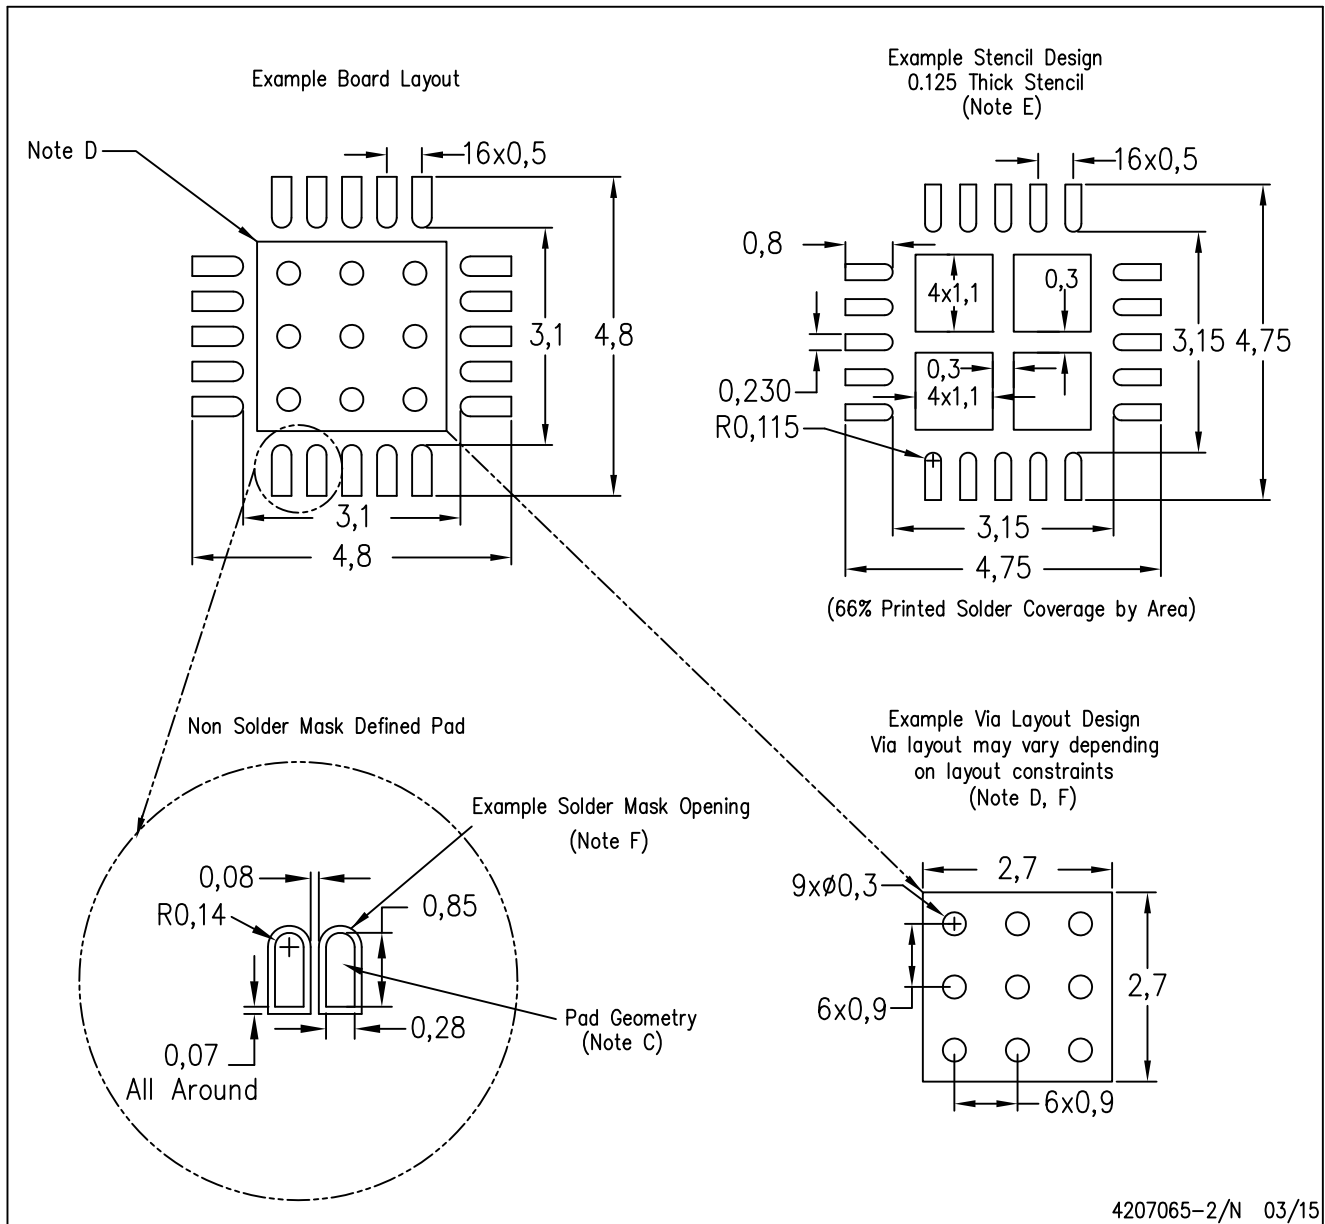 Example Board Layout
Note D
16x0,5
3,1
4,8
3,1
4,8
Example Stencil Design
0.125 Thick Stencil
(Note E)
16x0,5
0,8
4x1,1
0,3
3,15
4,75
0,3
4x1,1
0,230
R0,115
3,15
4,75
(66% Printed Solder Coverage by Area)
Non Solder Mask Defined Pad
Example Solder Mask Opening
(Note F)
0,08
R0,14
0,85
0,28
Pad Geometry
(Note C)
0,07
All Around
Example Via Layout Design
Via layout may vary depending
on layout constraints
(Note D, F)
2,7
9xø0,3
2,7
6x0,9
6x0,9
4207065-2/N 03/15